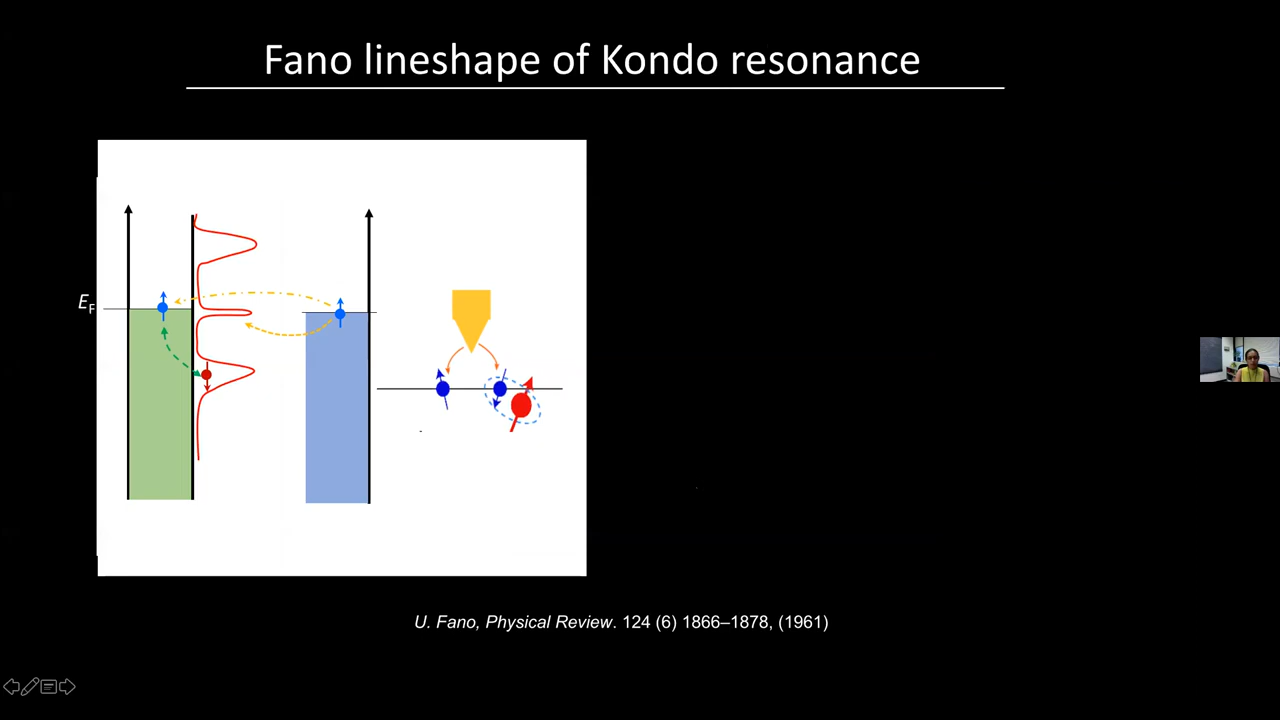 Fano lineshape of Kondo resonance
EF
U. Fano, Physical Review. 124 (6) 1866–1878, (1961)